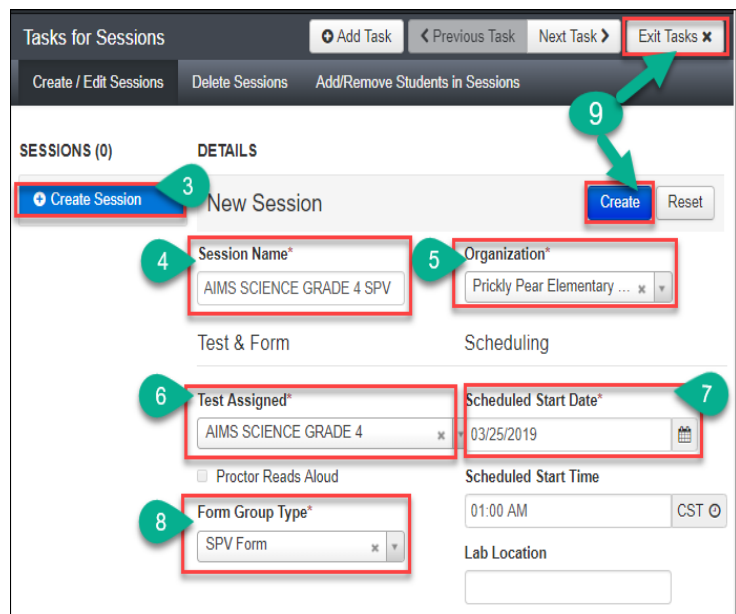 Tasks for Sessions
Add Task
Previous Task
Next Task
Exit Tasks
Create / Edit Sessions
Delete Sessions
Add/Remove Students in Sessions
9
SESSIONS (0)
DETAILS
Create Session
3
New Session
Create
Reset
4
Session Name*
AIMS SCIENCE GRADE 4 SPV
5
Organization*
Prickly Pear Elementary ...
Test & Form
Scheduling
6
Test Assigned*
AIMS SCIENCE GRADE 4
Scheduled Start Date*
7
03/25/2019
Proctor Reads Aloud
Scheduled Start Time
01:00 AM
CST
8
Form Group Type*
SPV Form
Lab Location